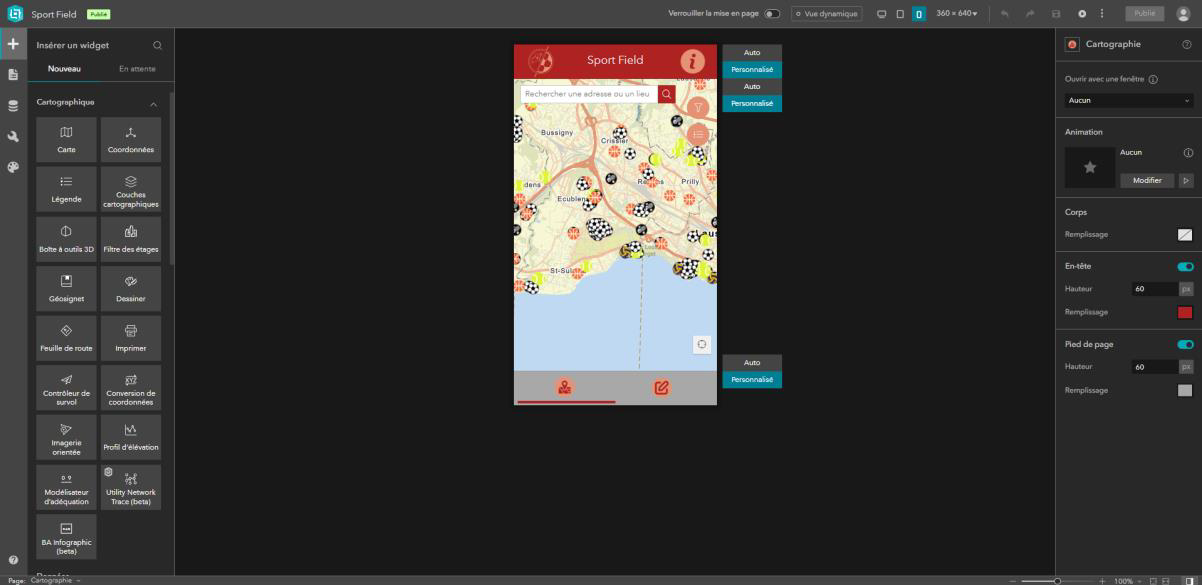 Sport Field Publié
Verrouiller la mise en page
Vue dynamique
360 × 640
Publié
Insérer un widget
Nouveau
En attente
Cartographique
Carte
Coordonnées
Légende
Couches
cartographiques
Boîte à outils 3D
Filtre des étages
Géosignet
Dessiner
Feuille de route
Imprimer
Contrôleur de
survol
Conversion de
coordonnées
Imagerie
orientée
Profil d'élévation
Modélisateur
d'adéquation
Utility Network
Trace (beta)
BA Infographic
(beta)
Page: Cartographie
Sport Field
Rechercher une adresse ou un lieu
Bussigny
Crissier
Prilly
Ecublens
St-Sul
Auto
Personnalisé
Auto
Personnalisé
Auto
Personnalisé
Cartographie
Ouvrir avec une fenêtre
Aucun
Animation
Aucun
Modifier
Corps
Remplissage
En-tête
Hauteur 60 px
Remplissage
Pied de page
Hauteur 60 px
Remplissage
100%